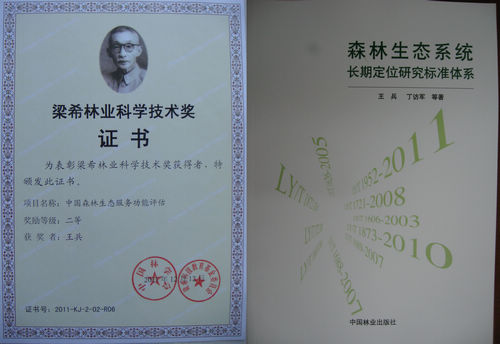 梁希林业科学技术奖
证书
为表彰梁希林业科学技术奖获得者,特
颁发此证书。
项目名称:中国森林生态服务功能评估
奖励等级:二等
获奖者:王兵
证书号:2011-KJ-2-02-R06
森林生态系统
长期定位研究标准体系
王 兵 丁访军 等著
1952-2011
1721-2008
1606-2003
1873-2010
中国林业出版社